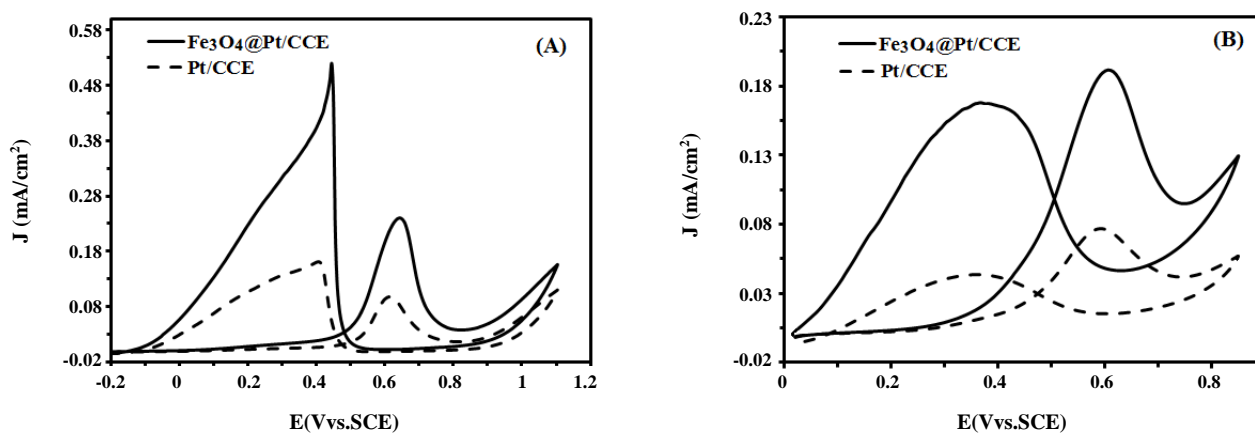 0.58
0.48
0.38
0.28
0.18
0.08
-0.02
J (mA/cm²)
Fe₃O₄@Pt/CCE
Pt/CCE
(A)
-0.2
0
0.2
0.4
0.6
0.8
1
1.2
E(Vvs.SCE)
0.23
0.18
0.13
0.08
0.03
-0.02
J (mA/cm²)
Fe₃O₄@Pt/CCE
Pt/CCE
(B)
0
0.4
0.6
0.8
E(Vvs.SCE)